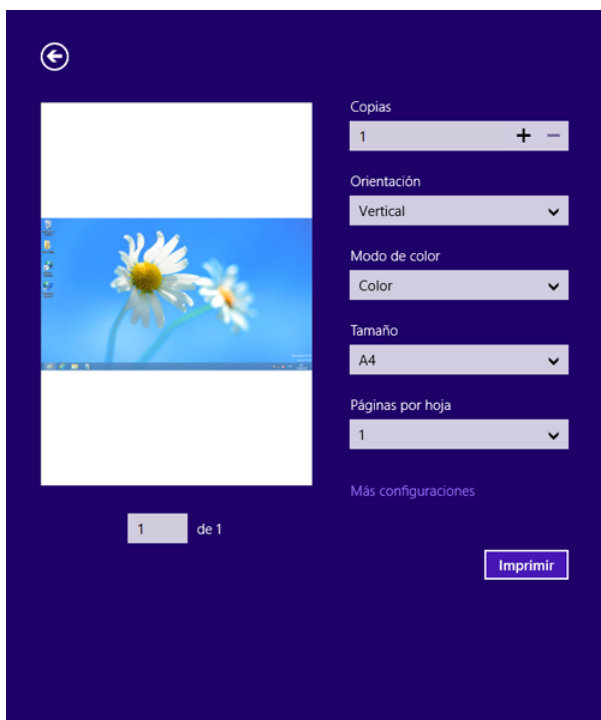 Copias
1
Orientación
Vertical
Modo de color
Color
Tamaño
A4
Páginas por hoja
1
Más configuraciones
1 de 1
Imprimir